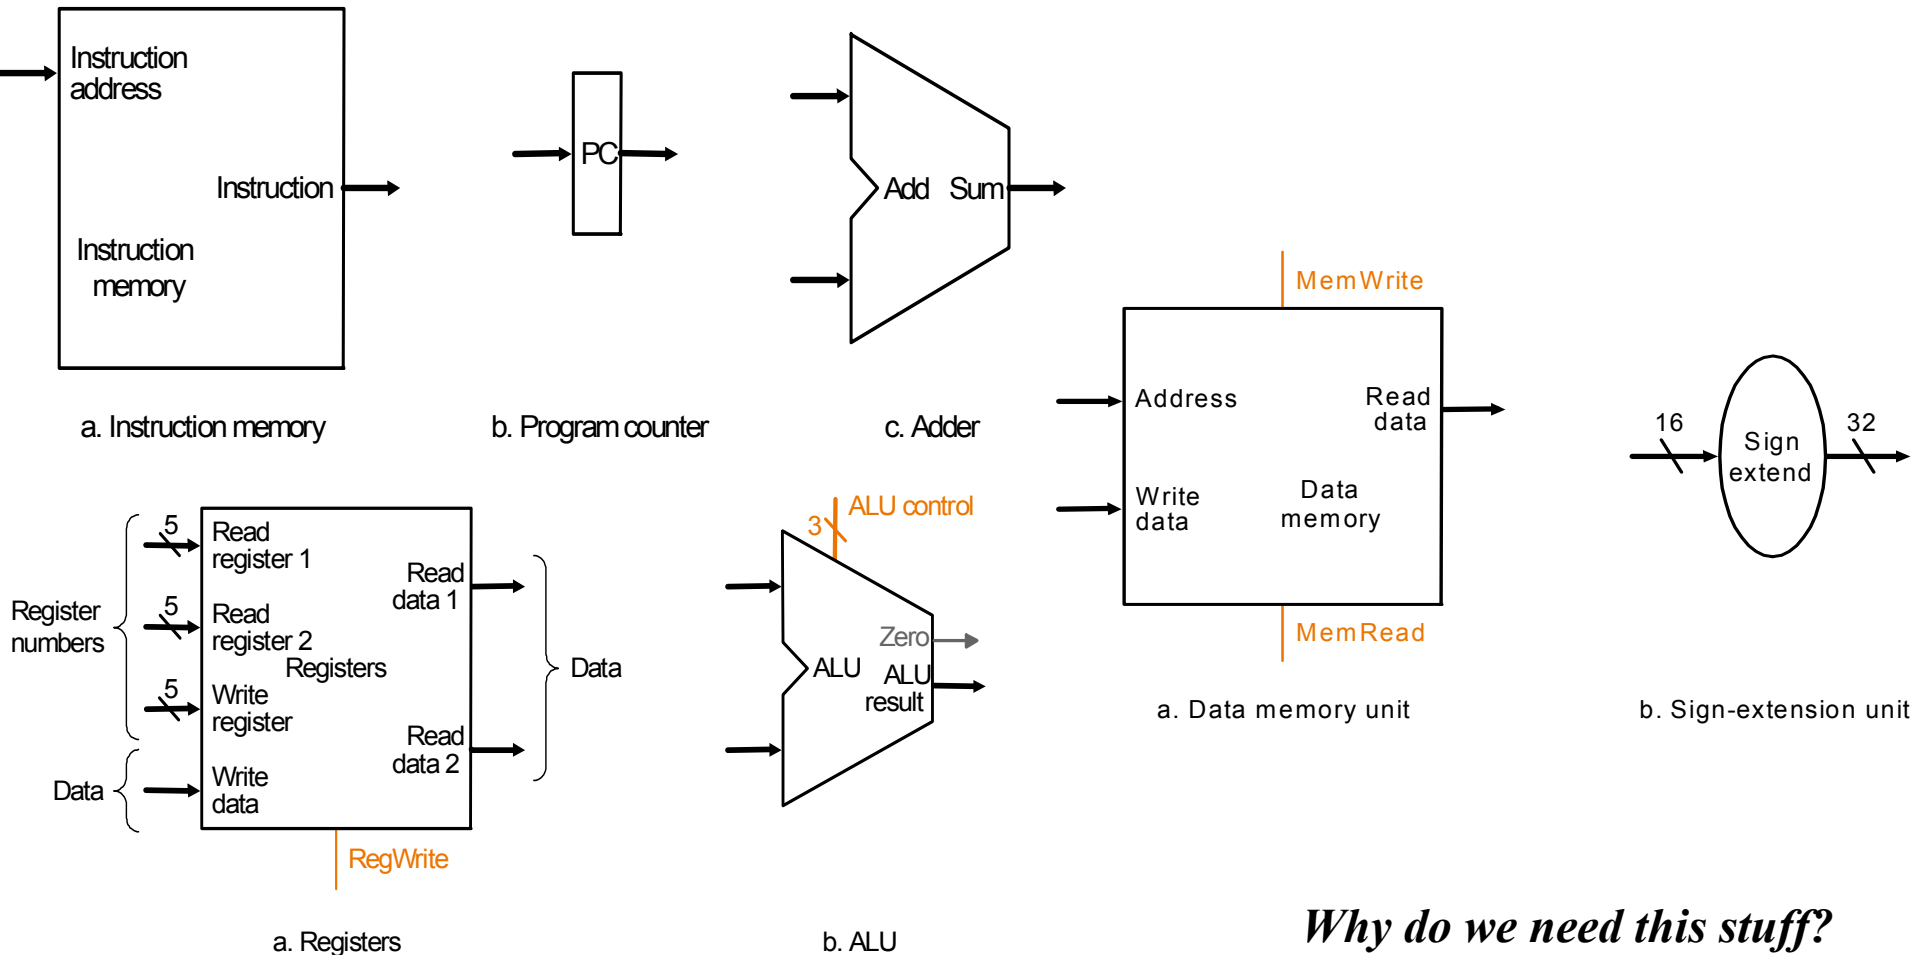 Instruction
address
Instruction
Instruction
memory
a. Instruction memory
PC
b. Program counter
Add Sum
c. Adder
MemWrite
Address
Read
data
Write
data
Data
memory
MemRead
a. Data memory unit
16
Sign
extend
32
b. Sign-extension unit
Register
numbers
5
Read
register 1
5
Read
register 2
Registers
5
Write
register
Data
Write
data
Read
data 1
Read
data 2
Data
RegWrite
a. Registers
3
ALU control
Zero
ALU
ALU
result
b. ALU
Why do we need this stuff?